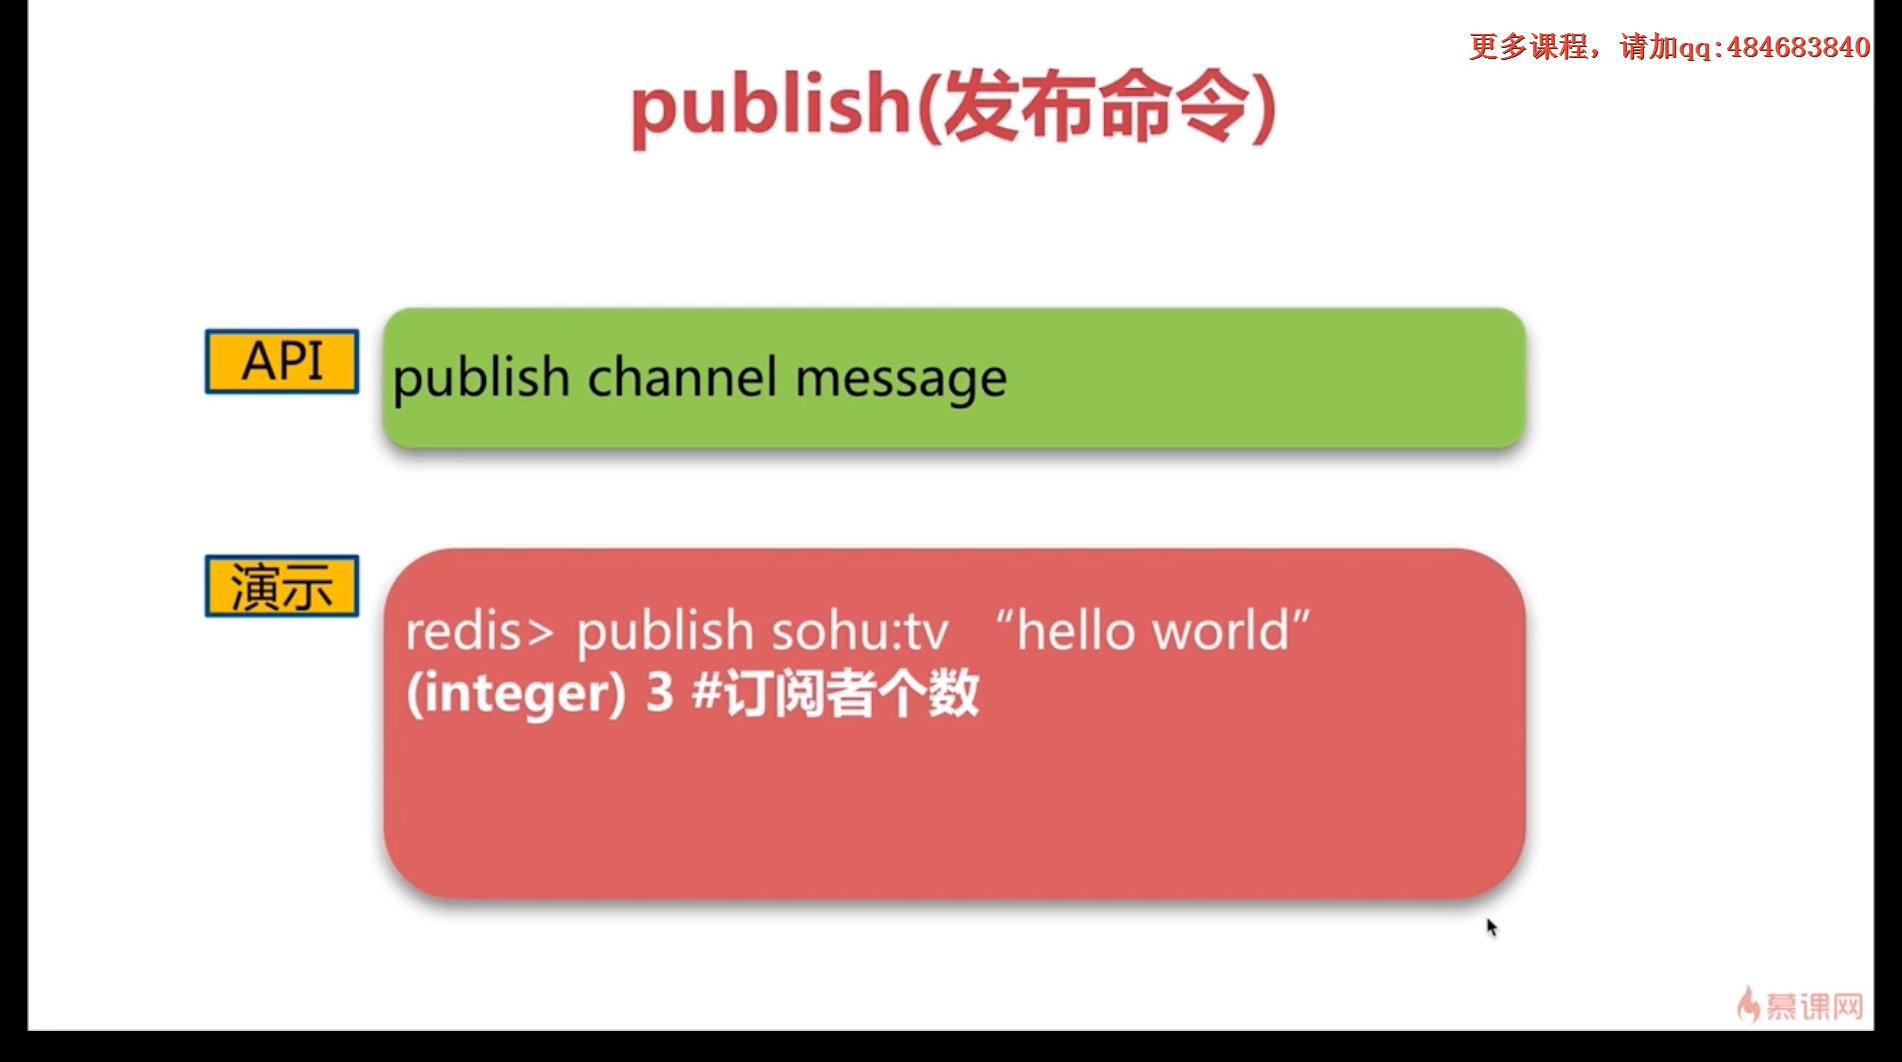 更多课程，请加qq:484683840
publish(发布命令)
API
publish channel message
演示
redis> publish sohu:tv “hello world”
(integer) 3 #订阅者个数
慕课网